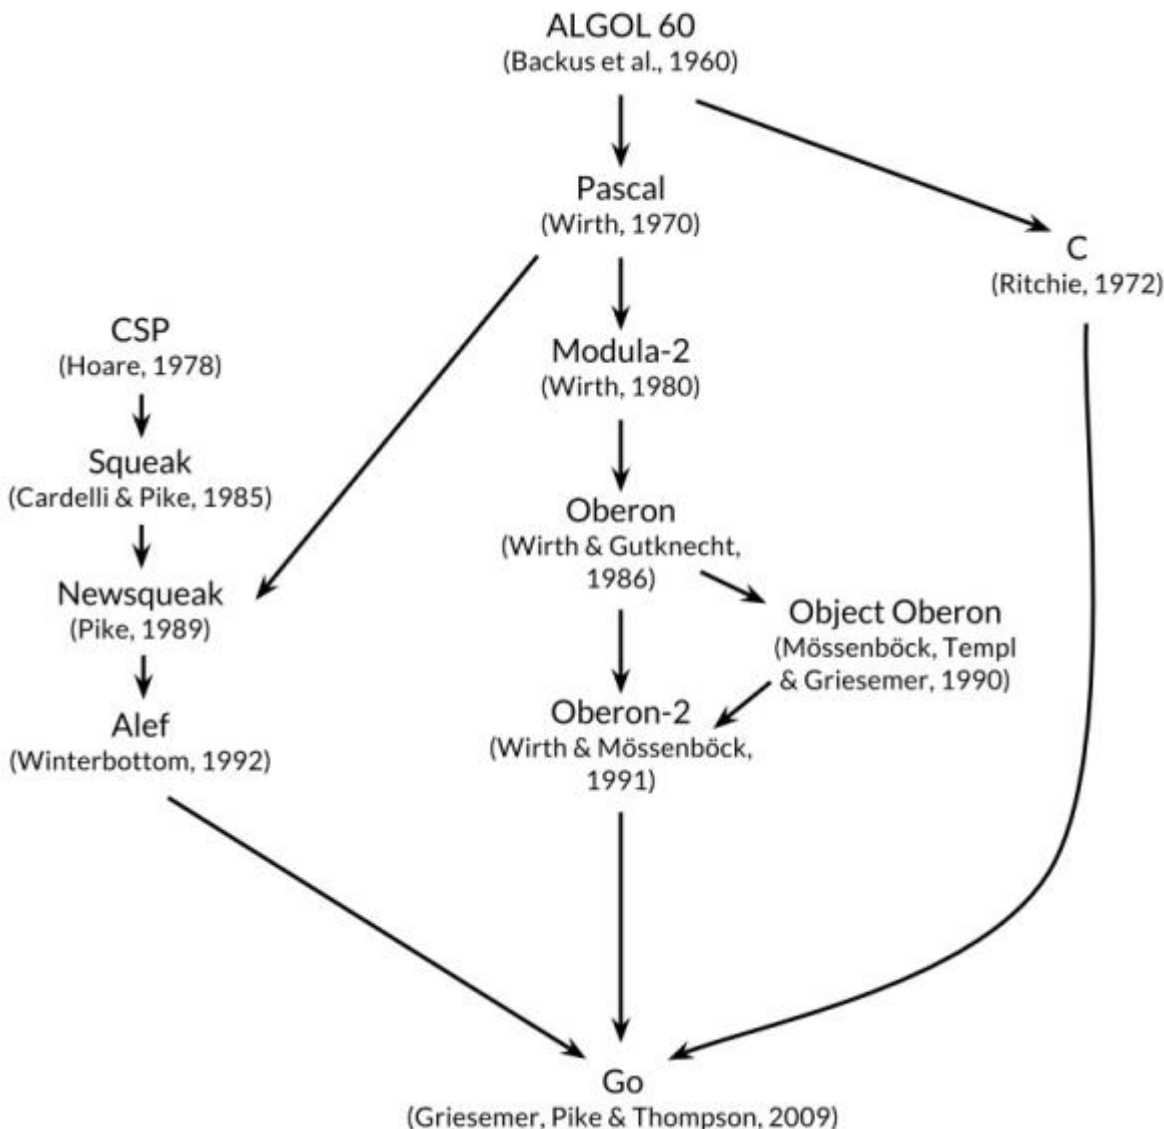 ALGOL 60
(Backus et al., 1960)
Pascal
(Wirth, 1970)
C
(Ritchie, 1972)
CSP
(Hoare, 1978)
Modula-2
(Wirth, 1980)
Squeak
(Cardelli & Pike, 1985)
Oberon
(Wirth & Gutknecht,
1986)
Newsqueak
(Pike, 1989)
Object Oberon
(Mössenböck, Templ
& Griesemer, 1990)
Alef
(Winterbottom, 1992)
Oberon-2
(Wirth & Mössenböck,
1991)
Go
(Griesemer, Pike & Thompson, 2009)